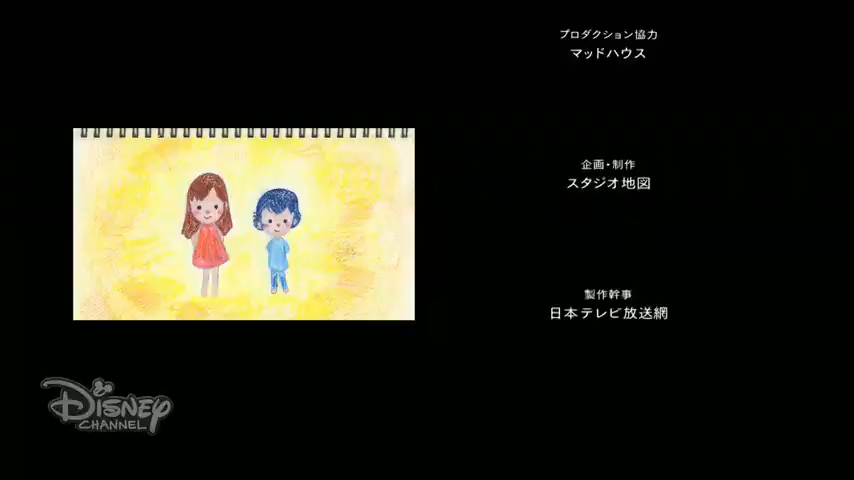 プロダクション協力
マッドハウス
企画・制作
スタジオ地図
製作幹事
日本テレビ放送網
Disney
CHANNEL